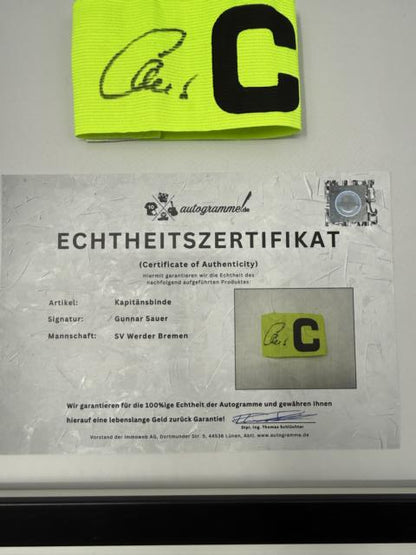 C
autogramme.de
ECHTHEITSZERTIFIKAT
(Certificate of Authenticity)
Hiermit garantieren wir die Echtheit des
nachfolgend aufgeführten Produktes:
Artikel: Kapitänsbinde
Signatur: Gunnar Sauer
Mannschaft: SV Werder Bremen
C
Wir garantieren für die 100%ige Echtheit der Autogramme und gewähren Ihnen
hierauf eine lebenslange Geld zurück Garantie!
Dipl. Ing. Thomas Schlüchter
Vorstand der Immoweb AG, Dortmunder Str. 5, 44536 Lünen, Abtl. www.autogramme.de